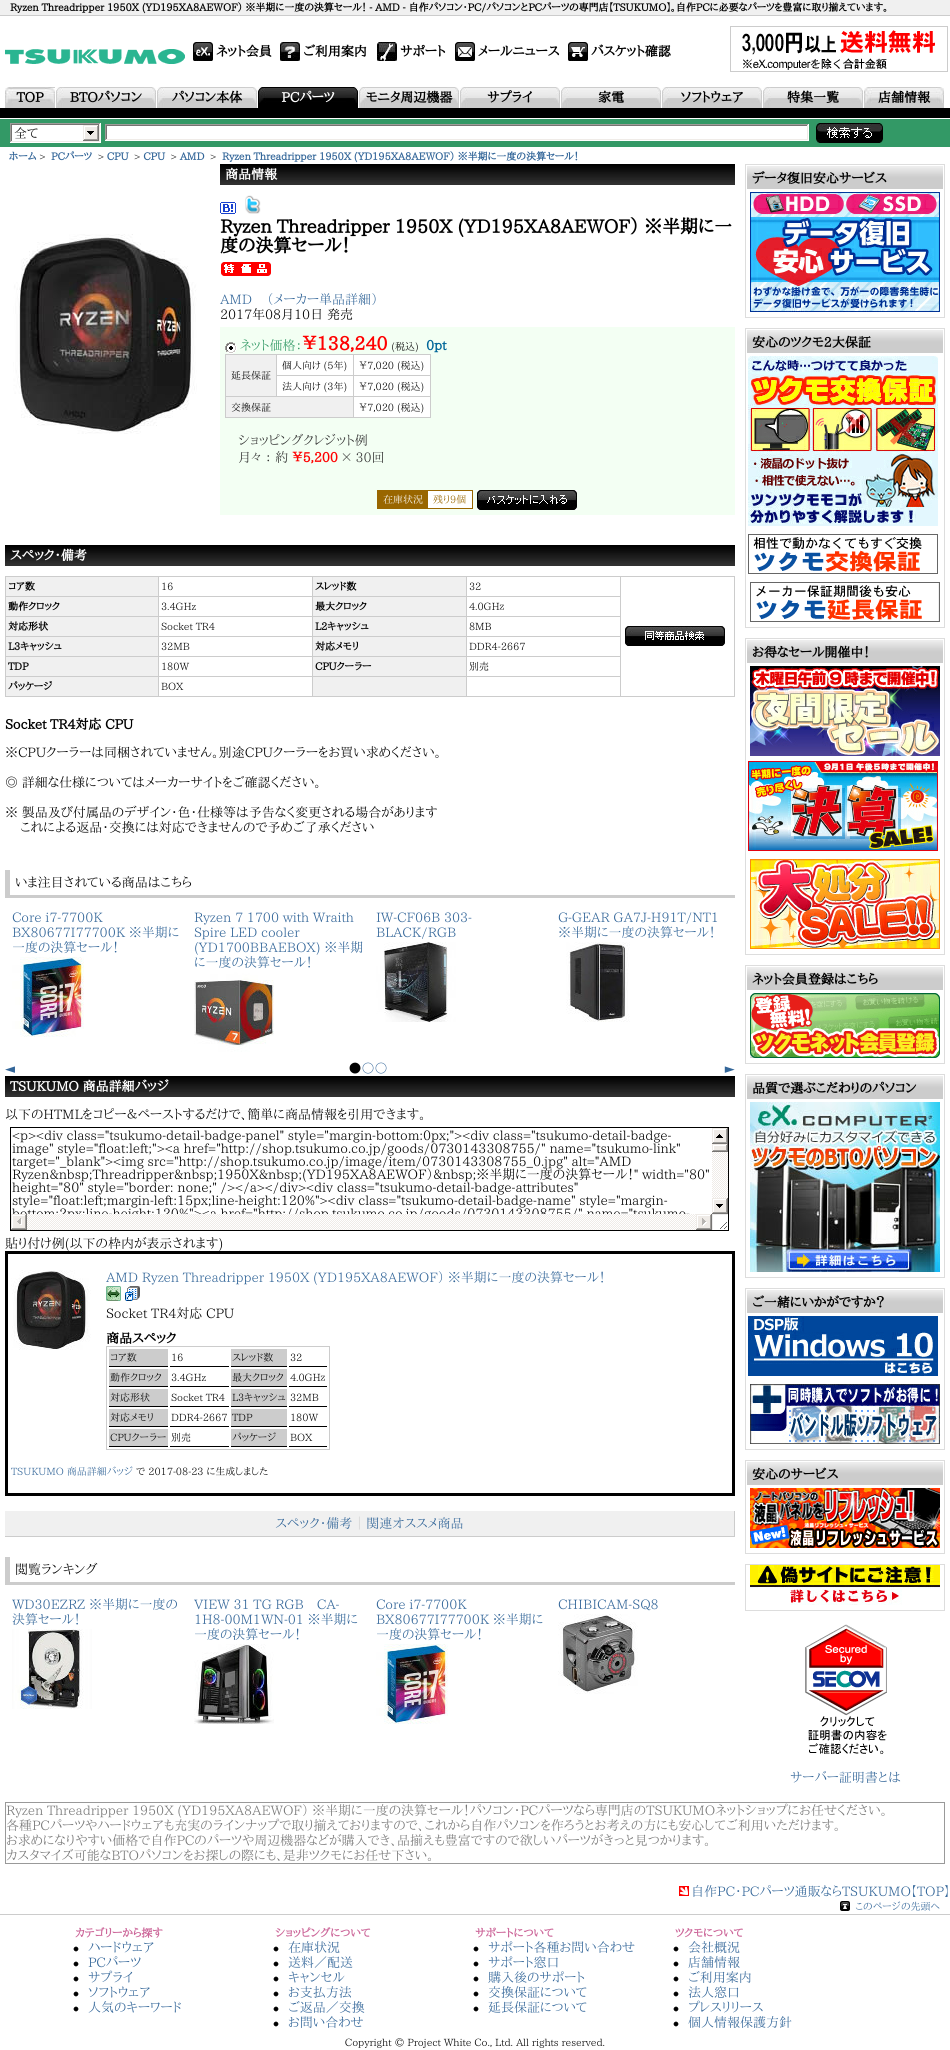 Ryzen Threadripper 1950X (YD195XA8AEWOF) ※半期に一度の決算セール! - AMD - 自作パソコン・PC/パソコンとPCパーツの専門店【TSUKUMO】。自作PCに必要なパーツを豊富に取り揃えています。
TSUKUMO
eX. ネット会員 ? ご利用案内 サポート メールニュース バスケット確認
3,000円以上 送料無料
※eX.computerを除く合計金額
TOP BTOパソコン パソコン本体 PCパーツ モニタ周辺機器 サプライ 家電 ソフトウェア 特集一覧 店舗情報
全て 検索する
ホーム > PCパーツ > CPU > CPU > AMD > Ryzen Threadripper 1950X (YD195XA8AEWOF) ※半期に一度の決算セール!
商品情報
B!
Ryzen Threadripper 1950X (YD195XA8AEWOF) ※半期に一
度の決算セール!
特価品
RYZEN
THREADRIPPER
AMD (メーカー単品詳細)
2017年08月10日 発売
ネット価格: ¥138,240 (税込) 0pt
延長保証 個人向け (5年) ¥7,020 (税込)
法人向け (3年) ¥7,020 (税込)
交換保証 ¥7,020 (税込)
ショッピングクレジット例
月々 : 約 ¥5,200 × 30回
在庫状況 残り9個 バスケットに入れる
スペック・備考
コア数 16 スレッド数 32
動作クロック 3.4GHz 最大クロック 4.0GHz
対応形状 Socket TR4 L2キャッシュ 8MB
L3キャッシュ 32MB 対応メモリ DDR4-2667
TDP 180W CPUクーラー 別売
パッケージ BOX
同等商品検索
Socket TR4対応 CPU
※CPUクーラーは同梱されていません。別途CPUクーラーをお買い求めください。
◎ 詳細な仕様についてはメーカーサイトをご確認ください。
※ 製品及び付属品のデザイン・色・仕様等は予告なく変更される場合があります
これによる返品・交換には対応できませんので予めご了承ください
いま注目されている商品はこちら
Core i7-7700K
BX80677I77700K ※半期に
一度の決算セール!
Ryzen 7 1700 with Wraith
Spire LED cooler
(YD1700BBAEBOX) ※半期
に一度の決算セール!
IW-CF06B 303-
BLACK/RGB
G-GEAR GA7J-H91T/NT1
※半期に一度の決算セール!
CORE i7
RYZEN
7
TSUKUMO 商品詳細バッジ
以下のHTMLをコピー&ペーストするだけで、簡単に商品情報を引用できます。
<p><div class="tsukumo-detail-badge-panel" style="margin-bottom:0px;"><div class="tsukumo-detail-badge-
image" style="float:left;"><a href="http://shop.tsukumo.co.jp/goods/0730143308755/" name="tsukumo-link"
target="_blank"><img src="http://shop.tsukumo.co.jp/image/item/0730143308755_0.jpg" alt="AMD
Ryzen&nbsp;Threadripper&nbsp;1950X&nbsp;(YD195XA8AEWOF)&nbsp;※半期に一度の決算セール!" width="80"
height="80" style="border: none;" /></a></div><div class="tsukumo-detail-badge-attributes"
style="float:left;margin-left:15px;line-height:120%"><div class="tsukumo-detail-badge-name" style="margin-
bottom:3px;line-height:120%"><a href="http://shop.tsukumo.co.jp/goods/0730143308755/" name="tsukumo-
貼り付け例(以下の枠内が表示されます)
RYZEN
AMD Ryzen Threadripper 1950X (YD195XA8AEWOF) ※半期に一度の決算セール!
Socket TR4対応 CPU
商品スペック
コア数 16 スレッド数 32
動作クロック 3.4GHz 最大クロック 4.0GHz
対応形状 Socket TR4 L3キャッシュ 32MB
対応メモリ DDR4-2667 TDP 180W
CPUクーラー 別売 パッケージ BOX
TSUKUMO 商品詳細バッジ で 2017-08-23 に生成しました
スペック・備考 | 関連オススメ商品
閲覧ランキング
WD30EZRZ ※半期に一度の
決算セール!
VIEW 31 TG RGB CA-
1H8-00M1WN-01 ※半期に
一度の決算セール!
Core i7-7700K
BX80677I77700K ※半期に
一度の決算セール!
CHIBICAM-SQ8
CORE i7
データ復旧安心サービス
HDD SSD
データ復旧
安心サービス
わずかな掛け金で、万が一の障害発生時に
データ復旧サービスが受けられます!
安心のツクモ2大保証
こんな時…つけてて良かった
ツクモ交換保証
・液晶のドット抜け
・相性で使えない…。
ツンツクモモコが
分かりやすく解説します!
相性で動かなくてもすぐ交換
ツクモ交換保証
メーカー保証期間後も安心
ツクモ延長保証
お得なセール開催中!
木曜日午前9時まで開催中!
夜間限定
セール
9月1日 午後5時まで開催中!
半期に一度の
売り尽くし
決算
SALE!
大処分
SALE!!
ネット会員登録はこちら
登録
無料!
ツクモネット会員登録
品質で選ぶこだわりのパソコン
eX.COMPUTER
自分好みにカスタマイズできる
ツクモのBTOパソコン
詳細はこちら
ご一緒にいかがですか?
DSP版
Windows 10
はこちら
同時購入でソフトがお得に!
バンドル版ソフトウェア
安心のサービス
ノートパソコンの
液晶パネルをリフレッシュ!
液晶リフレッシュサービス
New! 液晶リフレッシュサービス
偽サイトにご注意!
詳しくはこちら
Secured
by
SECOM
クリックして
証明書の内容を
ご確認ください。
サーバー証明書とは
Ryzen Threadripper 1950X (YD195XA8AEWOF) ※半期に一度の決算セール!パソコン・PCパーツなら専門店のTSUKUMOネットショップにお任せください。
各種PCパーツやハードウェアも充実のラインナップで取り揃えておりますので、これから自作パソコンを作ろうとお考えの方にも安心してご利用いただけます。
お求めになりやすい価格で自作PCのパーツや周辺機器などが購入でき、品揃えも豊富ですので欲しいパーツがきっと見つかります。
カスタマイズ可能なBTOパソコンをお探しの際にも、是非ツクモにお任せ下さい。
自作PC・PCパーツ通販ならTSUKUMO【TOP】
このページの先頭へ
カテゴリーから探す
ハードウェア
PCパーツ
サプライ
ソフトウェア
人気のキーワード
ショッピングについて
在庫状況
送料/配送
キャンセル
お支払方法
ご返品/交換
お問い合わせ
サポートについて
サポート各種お問い合わせ
サポート窓口
購入後のサポート
交換保証について
延長保証について
ツクモについて
会社概況
店舗情報
ご利用案内
法人窓口
プレスリリース
個人情報保護方針
Copyright © Project White Co., Ltd. All rights reserved.